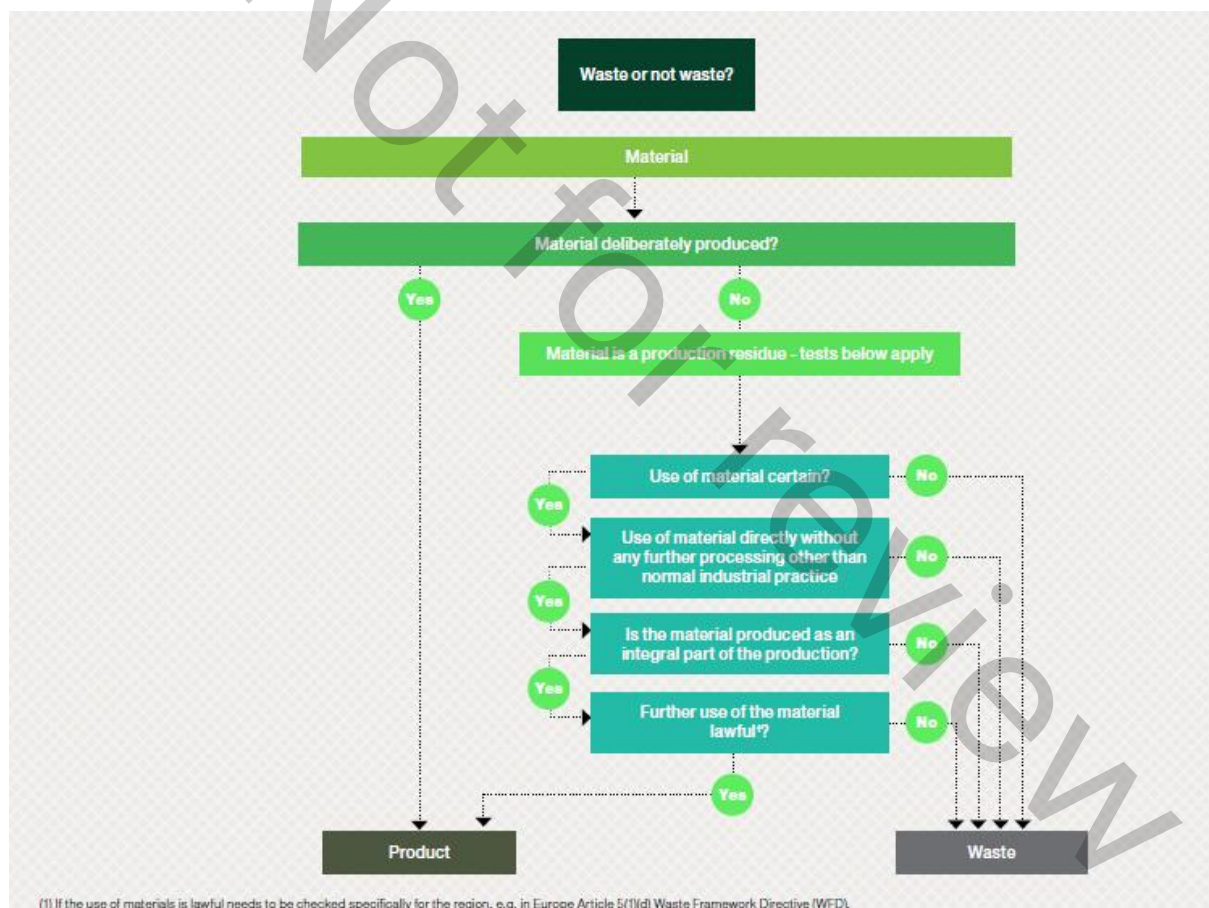 Waste or not waste?
Material
Material deliberately produced?
Yes
No
Material is a production residue - tests below apply
Use of material certain?
No
Yes
Use of material directly without
any further processing other than
normal industrial practice
No
Yes
Is the material produced as an
integral part of the production?
No
Yes
Further use of the material
lawful¹?
No
Yes
Product
Waste
(1) If the use of materials is lawful needs to be checked specifically for the region, e.g. in Europe Article 5(1)(d) Waste Framework Directive (WFD).
Not for review